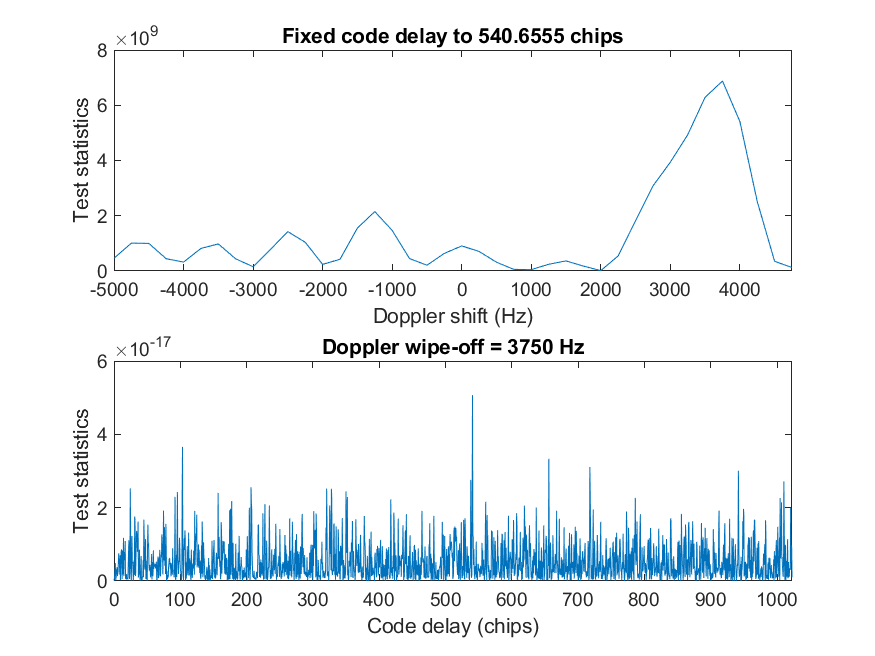 ×10^9
Fixed code delay to 540.6555 chips
8
6
4
2
0
Test statistics
-5000 -4000 -3000 -2000 -1000 0 1000 2000 3000 4000
Doppler shift (Hz)
×10^-17
Doppler wipe-off = 3750 Hz
6
4
2
0
Test statistics
0 100 200 300 400 500 600 700 800 900 1000
Code delay (chips)